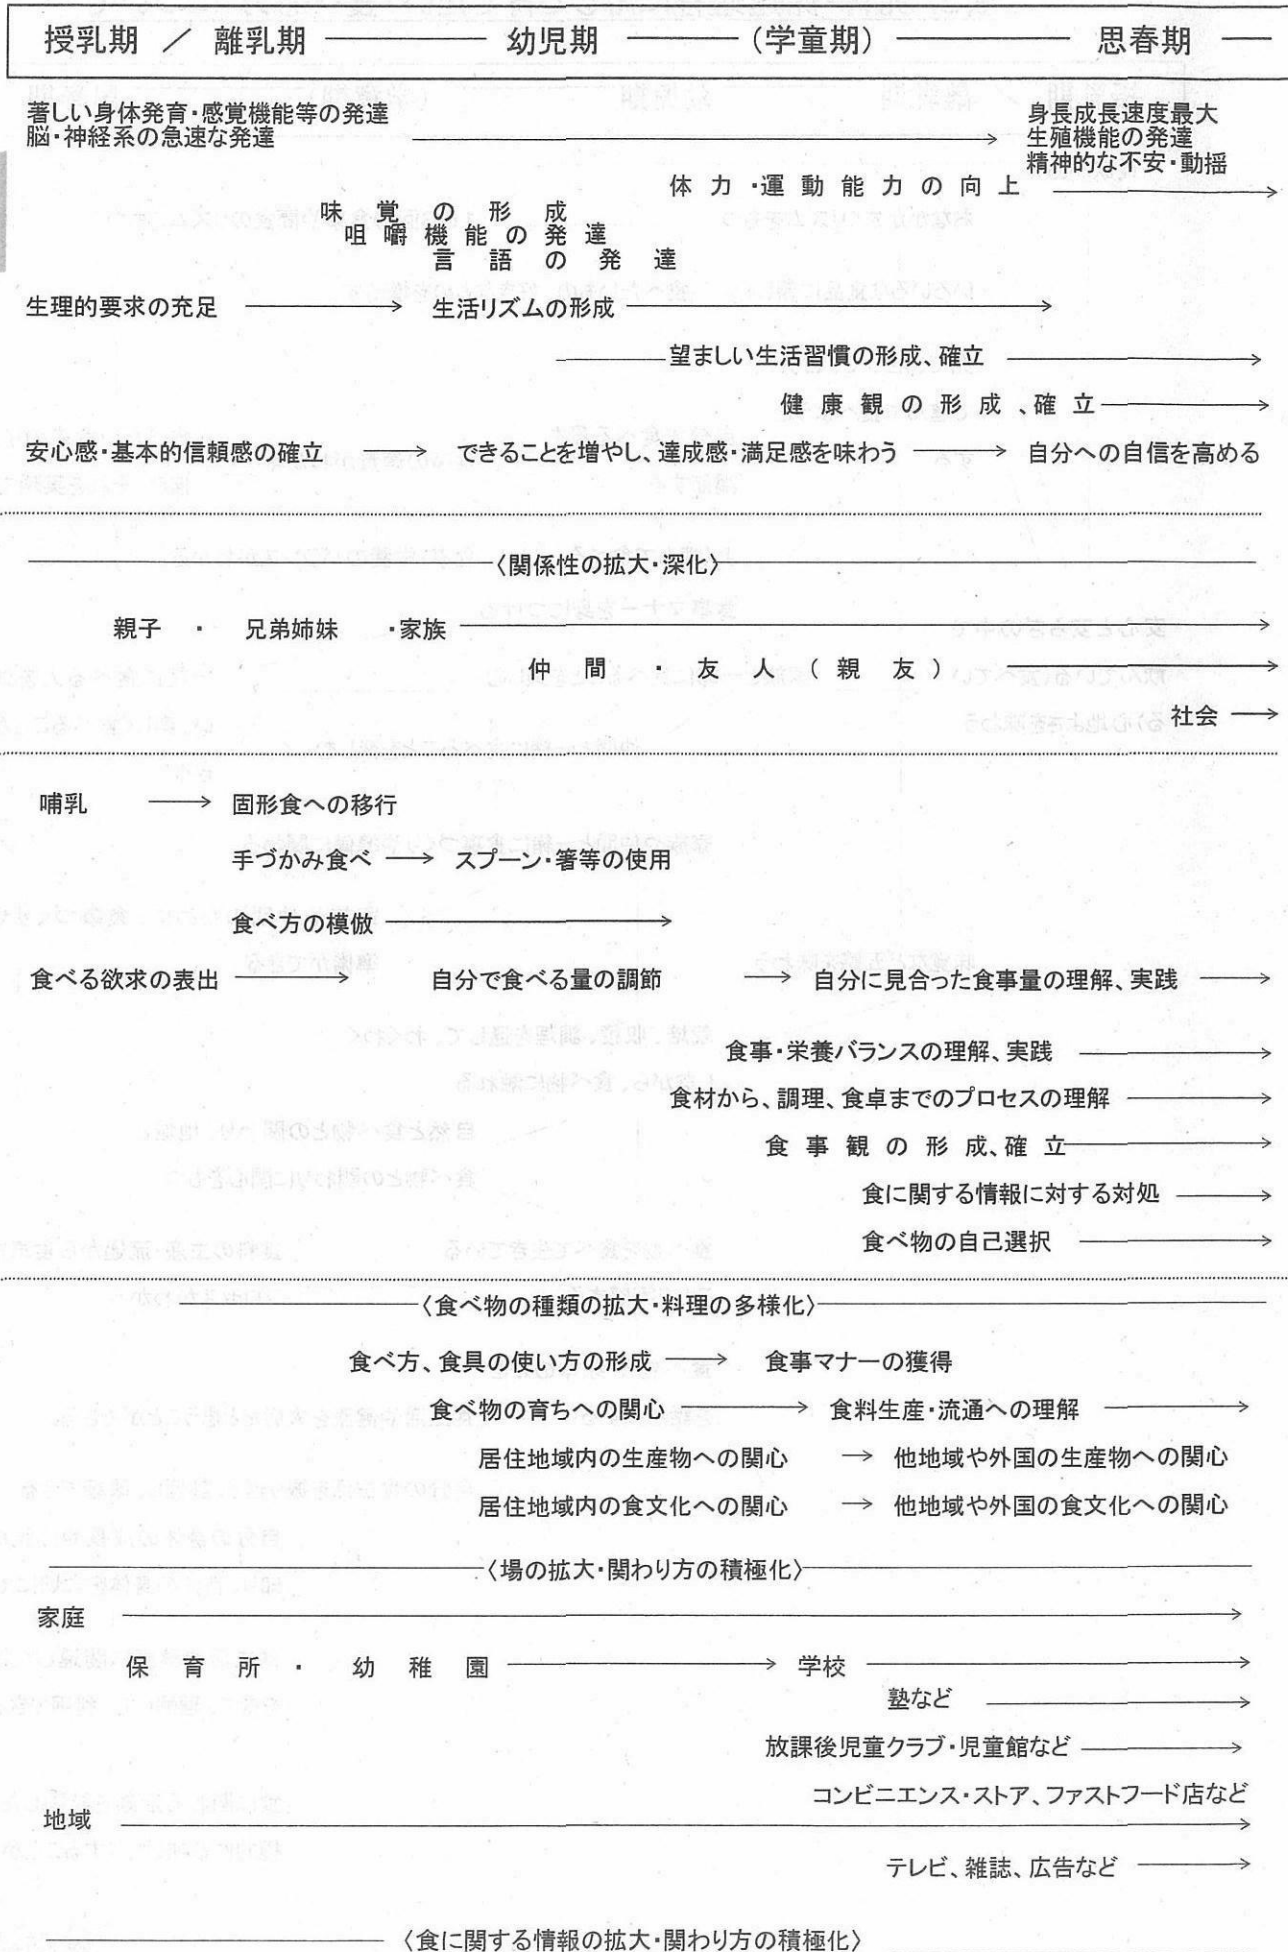 授乳期 ／ 離乳期 ―― 幼児期 ―― (学童期) ―― 思春期 ―
著しい身体発育・感覚機能等の発達
脳・神経系の急速な発達 → 身長成長速度最大
生殖機能の発達
精神的な不安・動揺
体力・運動能力の向上 →
味覚の形成
咀嚼機能の発達
言語の発達
生理的要求の充足 → 生活リズムの形成 →
望ましい生活習慣の形成、確立 →
健康観の形成、確立 →
安心感・基本的信頼感の確立 → できることを増やし、達成感・満足感を味わう → 自分への自信を高める
〈関係性の拡大・深化〉
親子 ・ 兄弟姉妹 ・家族 →
仲間・友人(親友) →
社会 →
哺乳 → 固形食への移行
手づかみ食べ → スプーン・箸等の使用
食べ方の模倣 →
食べる欲求の表出 → 自分で食べる量の調節 → 自分に見合った食事量の理解、実践 →
食事・栄養バランスの理解、実践 →
食材から、調理、食卓までのプロセスの理解 →
食事観の形成、確立 →
食に関する情報に対する対処 →
食べ物の自己選択 →
〈食べ物の種類の拡大・料理の多様化〉
食べ方、食具の使い方の形成 → 食事マナーの獲得
食べ物の育ちへの関心 → 食料生産・流通への理解 →
居住地域内の生産物への関心 → 他地域や外国の生産物への関心
居住地域内の食文化への関心 → 他地域や外国の食文化への関心
〈場の拡大・関わり方の積極化〉
家庭 →
保育所・幼稚園 → 学校 →
塾など →
放課後児童クラブ・児童館など →
コンビニエンス・ストア、ファストフード店など
地域 →
テレビ、雑誌、広告など →
〈食に関する情報の拡大・関わり方の積極化〉